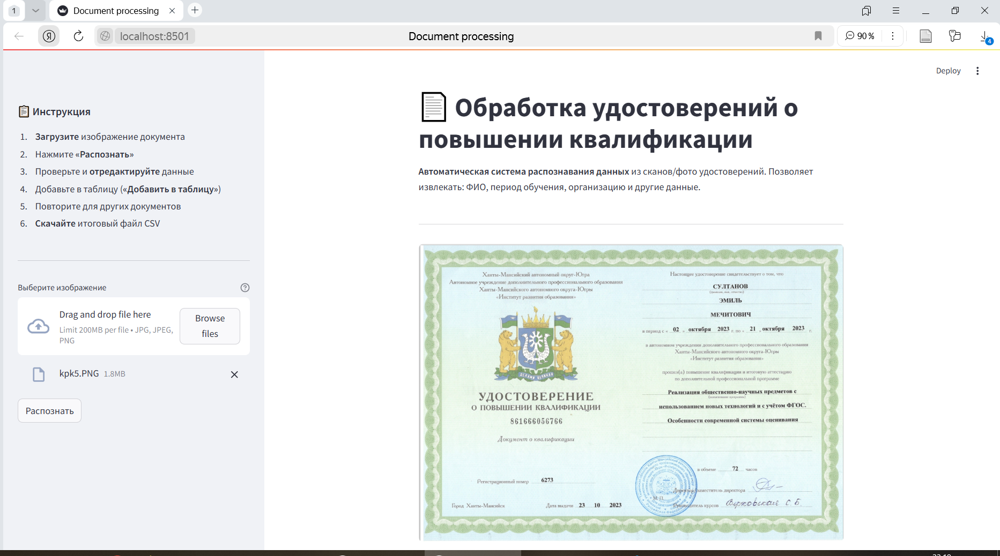 1
Document processing
localhost:8501
Document processing
90 %
4
Deploy
Инструкция
1. Загрузите изображение документа
2. Нажмите «Распознать»
3. Проверьте и отредактируйте данные
4. Добавьте в таблицу («Добавить в таблицу»)
5. Повторите для других документов
6. Скачайте итоговый файл CSV
Выберите изображение
Drag and drop file here
Limit 200MB per file • JPG, JPEG,
PNG
Browse
files
kpk5.PNG 1.8MB
Распознать
Обработка удостоверений о
повышении квалификации
Автоматическая система распознавания данных из сканов/фото удостоверений. Позволяет
извлекать: ФИО, период обучения, организацию и другие данные.
Ханты-Мансийский автономный округ-Югра
Автономное учреждение дополнительного профессионального образования
Ханты-Мансийского автономного округа-Югры
«Институт развития образования»
УДОСТОВЕРЕНИЕ
О ПОВЫШЕНИИ КВАЛИФИКАЦИИ
861666056766
Документ о квалификации
Регистрационный номер 6273
Город Ханты-Мансийск Дата выдачи 23 10 2023
Настоящее удостоверение свидетельствует о том, что
СУЛТАНОВ
(фамилия, имя, отчество)
ЭМИЛЬ
МЕЧИТОВИЧ
в период с « 02 » октября 2023 г. по « 21 » октября 2023 г.
в автономном учреждении дополнительного профессионального образования
Ханты-Мансийского автономного округа-Югры
«Институт развития образования»
прошел(а) повышение квалификации и итоговую аттестацию
по дополнительной профессиональной программе
Реализация общественно-научных предметов с
(наименование программы)
использованием новых технологий и с учётом ФГОС.
Особенности современной системы оценивания
в объеме 72 часов
Директор/заместитель директора
М. П.
Руководитель курсов